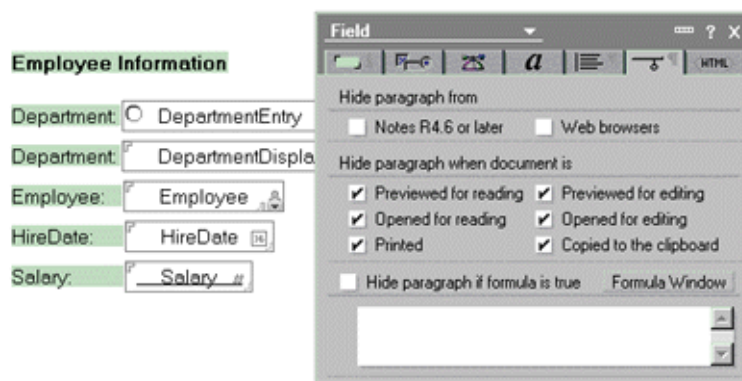 Employee Information
Department: DepartmentEntry
Department: DepartmentDispla
Employee: Employee
HireDate: HireDate 16
Salary: Salary #
Field
? X
a HTML
Hide paragraph from
Notes R4.6 or later Web browsers
Hide paragraph when document is
Previewed for reading Previewed for editing
Opened for reading Opened for editing
Printed Copied to the clipboard
Hide paragraph if formula is true Formula Window